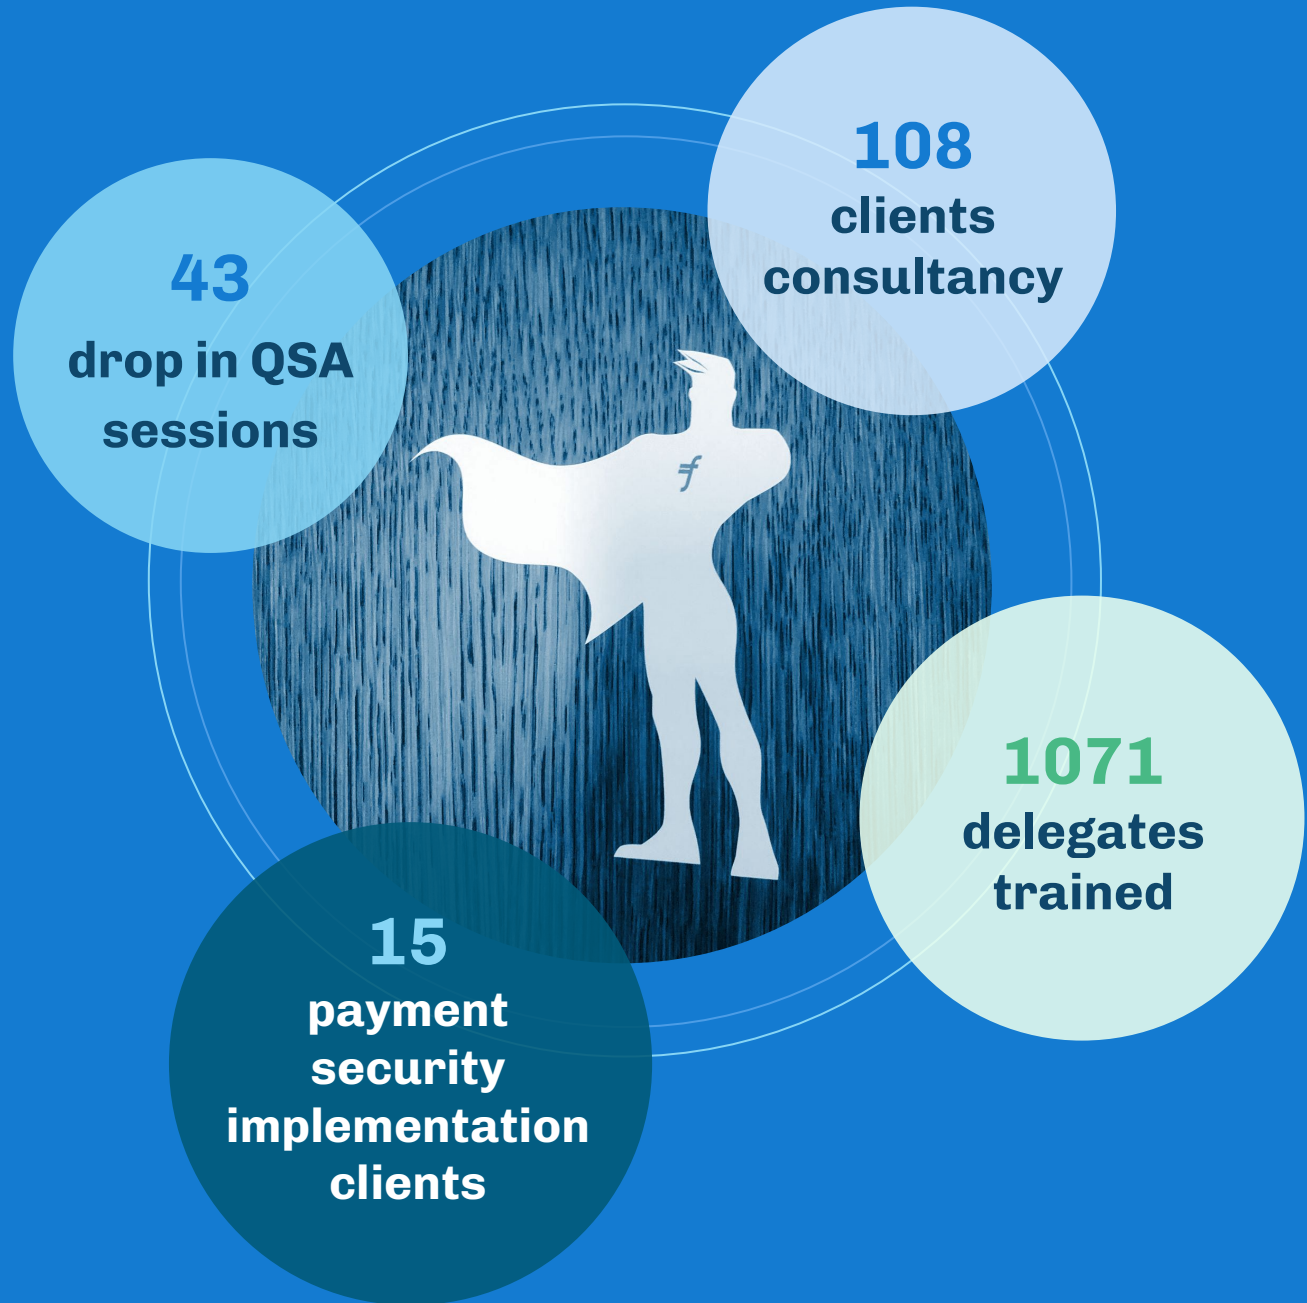 108
clients
consultancy
43
drop in QSA
sessions
1071
delegates
trained
15
payment
security
implementation
clients